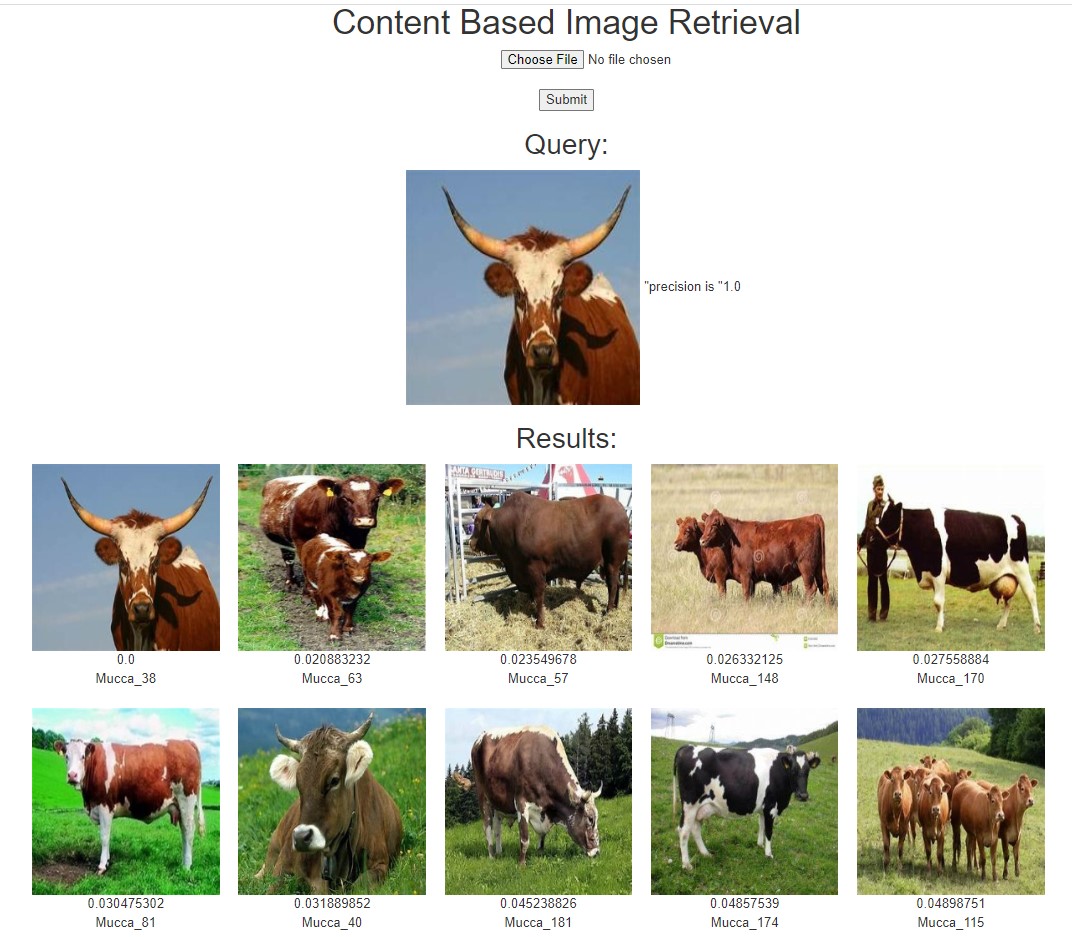 Content Based Image Retrieval
Choose File No file chosen
Submit
Query:
"precision is "1.0
Results:
SANTA GERTRUDIS
0.0 0.020883232 0.023549678 0.026332125 0.027558884
Mucca_38 Mucca_63 Mucca_57 Mucca_148 Mucca_170
0.030475302 0.031889852 0.045238826 0.04857539 0.04898751
Mucca_81 Mucca_40 Mucca_181 Mucca_174 Mucca_115